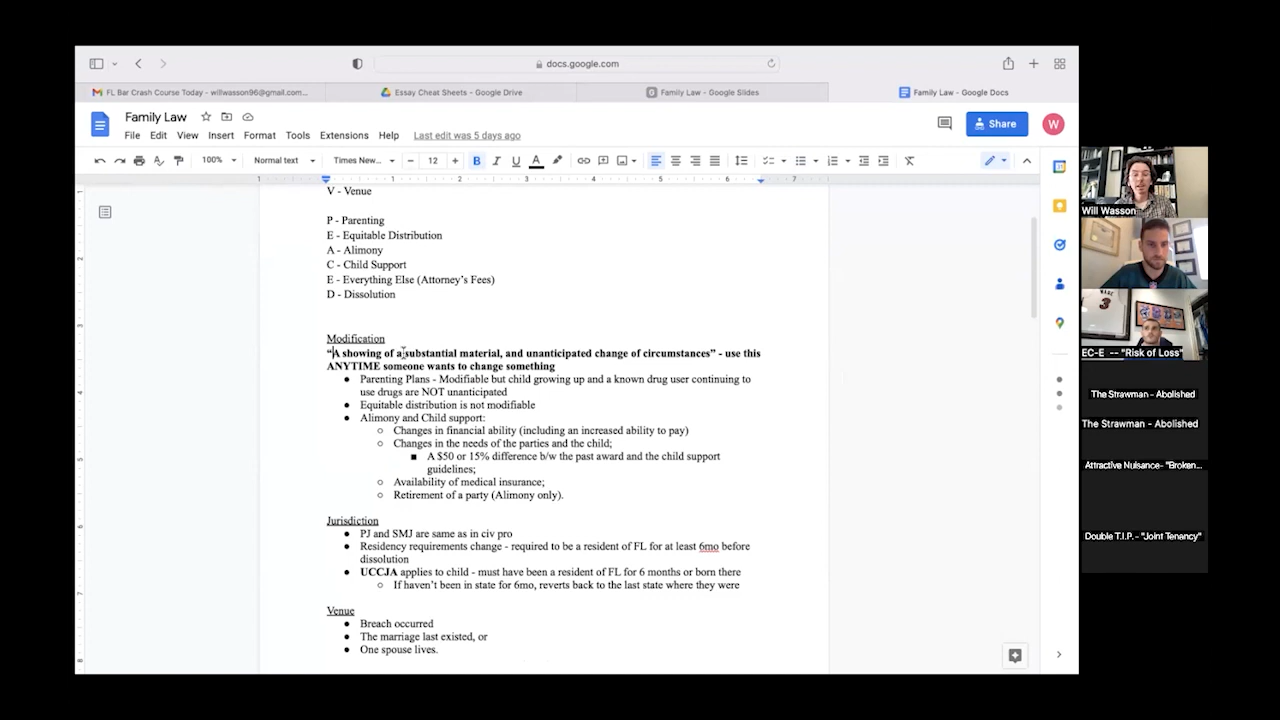 docs.google.com
FL Bar Crash Course Today - willwasson96@gmail.com...
Essay Cheat Sheets - Google Drive
Family Law - Google Slides
Family Law - Google Docs
Family Law
File Edit View Insert Format Tools Extensions Help Last edit was 5 days ago
Share
W
100% Normal text Times New... 12 B I U A
1 1 2 3 4 5 6 7
V - Venue
P - Parenting
E - Equitable Distribution
A - Alimony
C - Child Support
E - Everything Else (Attorney's Fees)
D - Dissolution
Modification
“A showing of a substantial material, and unanticipated change of circumstances” - use this
ANYTIME someone wants to change something
● Parenting Plans - Modifiable but child growing up and a known drug user continuing to
use drugs are NOT unanticipated
● Equitable distribution is not modifiable
● Alimony and Child support:
○ Changes in financial ability (including an increased ability to pay)
○ Changes in the needs of the parties and the child;
■ A $50 or 15% difference b/w the past award and the child support
guidelines;
○ Availability of medical insurance;
○ Retirement of a party (Alimony only).
Jurisdiction
● PJ and SMJ are same as in civ pro
● Residency requirements change - required to be a resident of FL for at least 6mo before
dissolution
● UCCJA applies to child - must have been a resident of FL for 6 months or born there
○ If haven't been in state for 6mo, reverts back to the last state where they were
Venue
● Breach occurred
● The marriage last existed, or
● One spouse lives.
Will Wasson
WADE
3
EC-E -- "Risk of Loss"
The Strawman - Abolished
The Strawman - Abolished
Attractive Nuisance- "Broken...
Double T.I.P. - "Joint Tenancy"